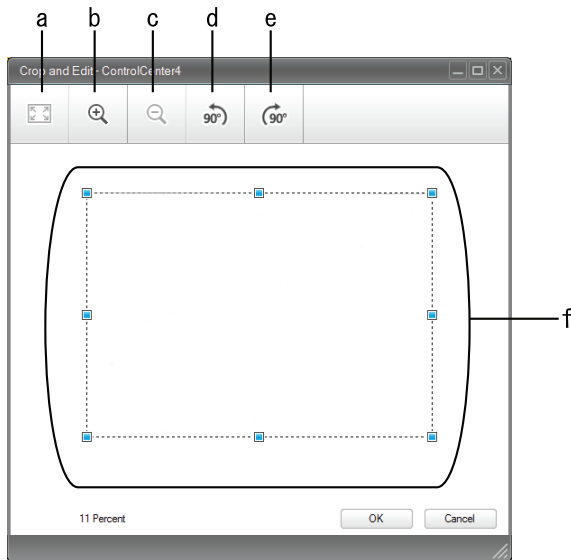 a b c d e
Crop and Edit - ControlCenter4
90° 90°
f
11 Percent OK Cancel